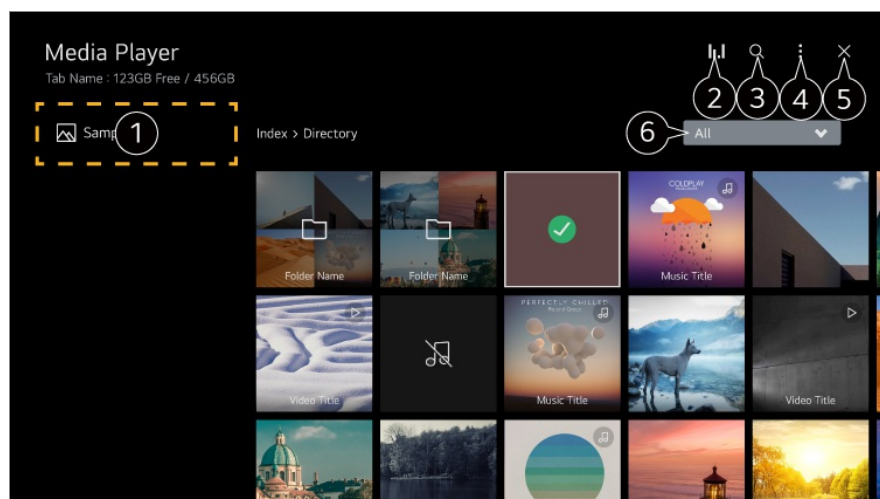 Media Player
Tab Name : 123GB Free / 456GB
2 3 4 5
1
Index > Directory
6
All
Folder Name
Folder Name
COLDPLAY
Music Title
Video Title
PERFECTLY CHILLED
Music Title
Video Title